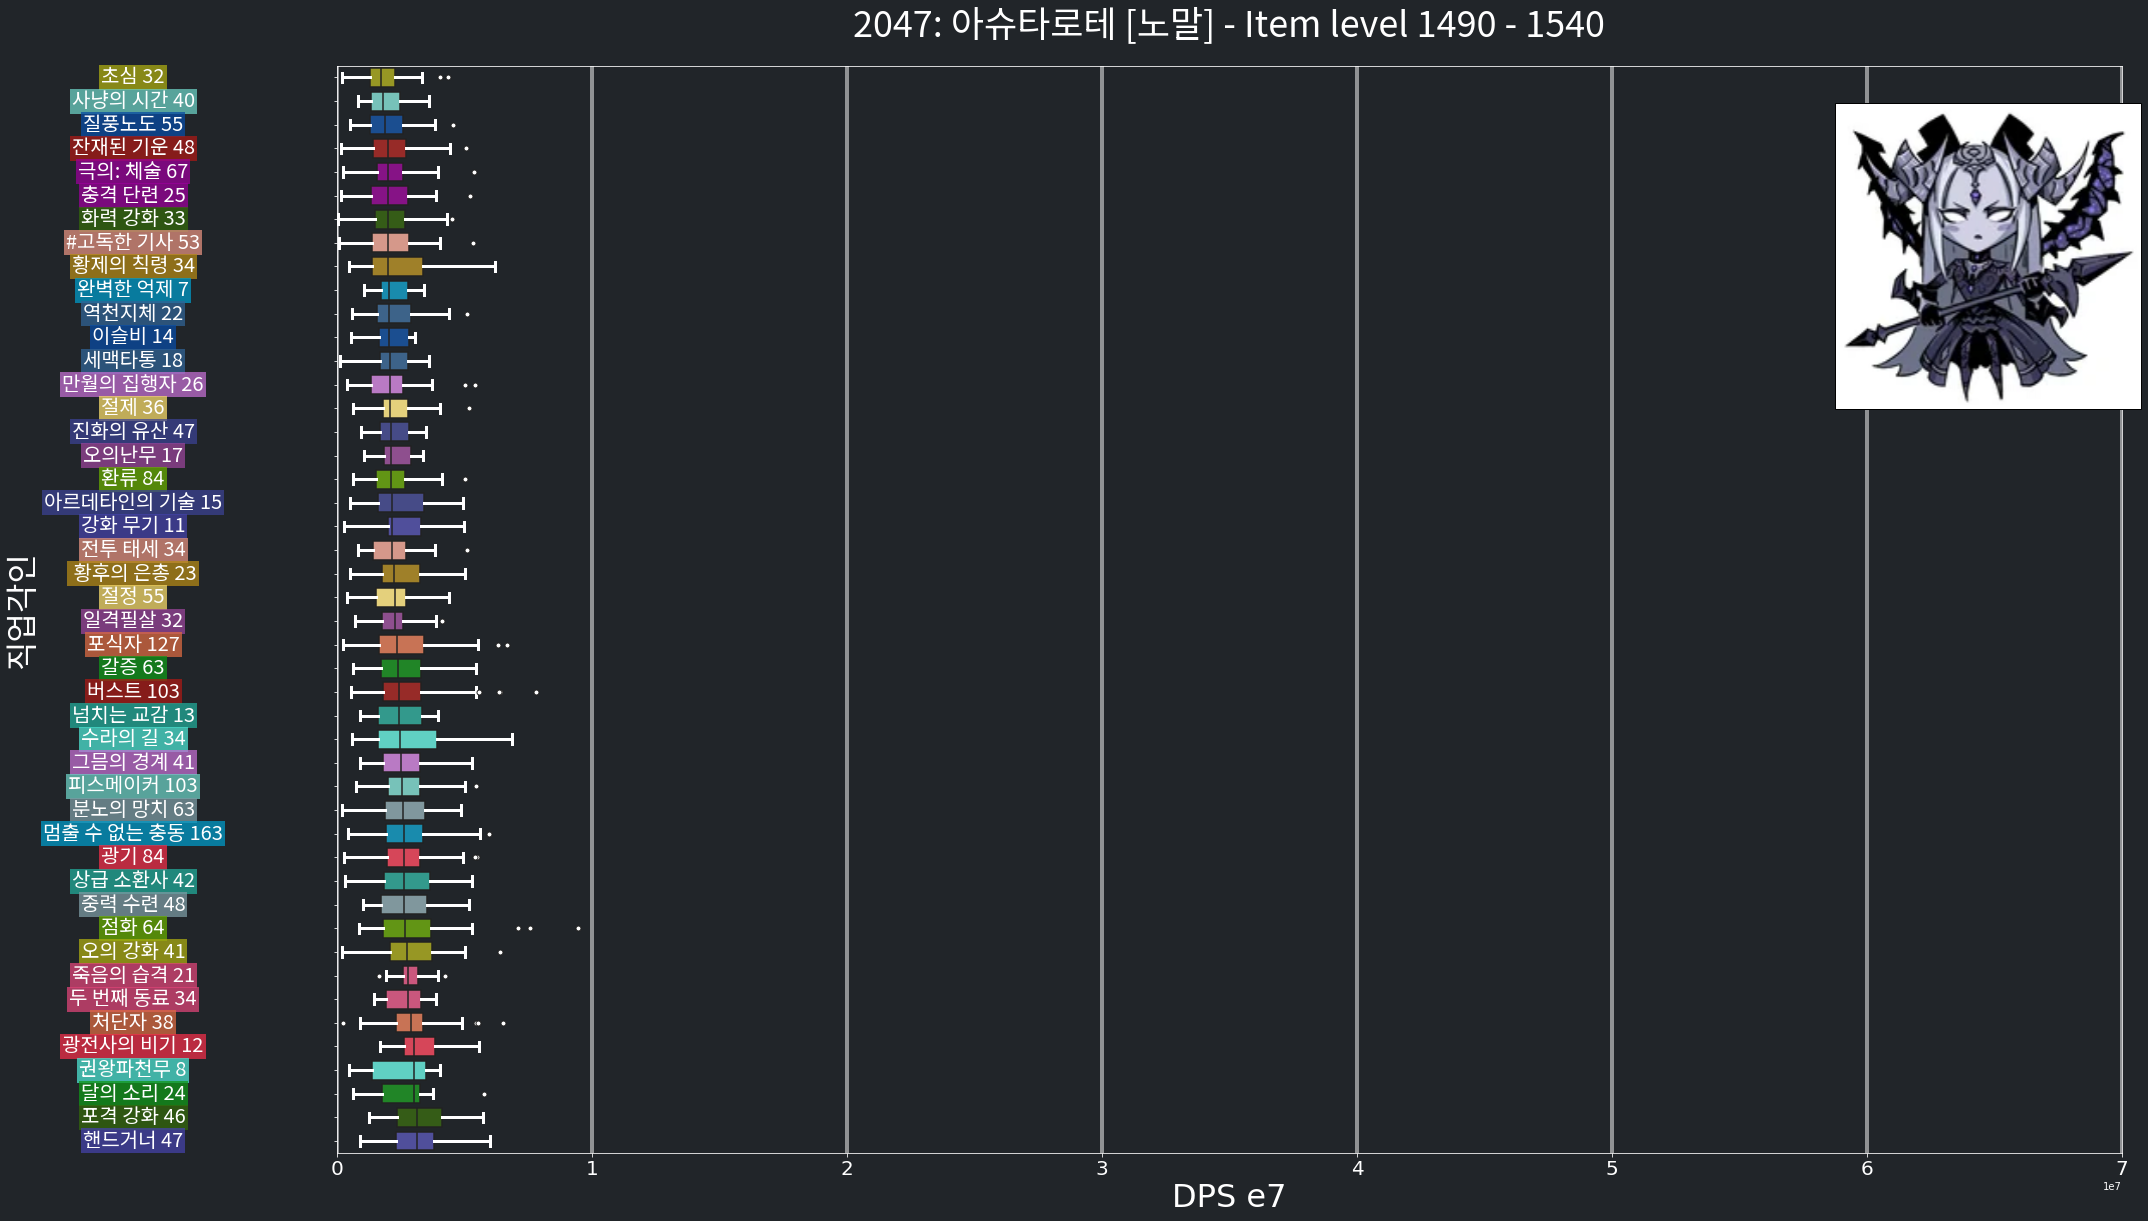 2047: 아슈타로테 [노말] - Item level 1490 - 1540
초심 32
사냥의 시간 40
질풍노도 55
잔재된 기운 48
극의: 체술 67
충격 단련 25
화력 강화 33
#고독한 기사 53
황제의 칙령 34
완벽한 억제 7
역천지체 22
이슬비 14
세맥타통 18
만월의 집행자 26
절제 36
진화의 유산 47
오의난무 17
환류 84
아르데타인의 기술 15
강화 무기 11
전투 태세 34
황후의 은총 23
절정 55
일격필살 32
포식자 127
갈증 63
버스트 103
넘치는 교감 13
수라의 길 34
그믐의 경계 41
피스메이커 103
분노의 망치 63
멈출 수 없는 충동 163
광기 84
상급 소환사 42
중력 수련 48
점화 64
오의 강화 41
죽음의 습격 21
두 번째 동료 34
처단자 38
광전사의 비기 12
권왕파천무 8
달의 소리 24
포격 강화 46
핸드거너 47
직업각인
0 1 2 3 4 5 6 7
1e7
DPS e7